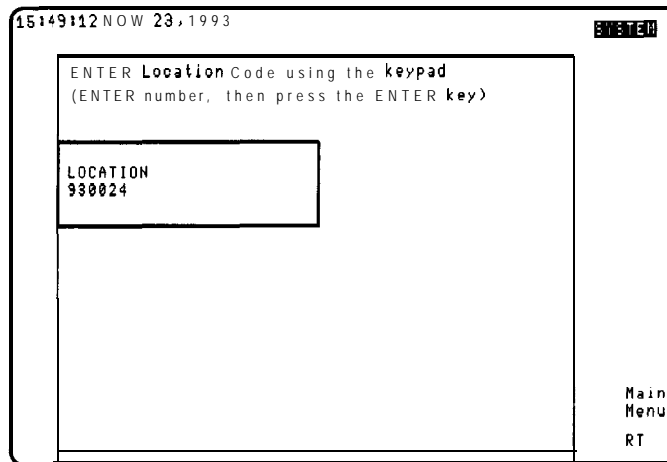 15:49:12 NOW 23,1993
SYSTEM
ENTER Location Code using the keypad
(ENTER number, then press the ENTER key)
LOCATION
930024
Main
Menu
RT